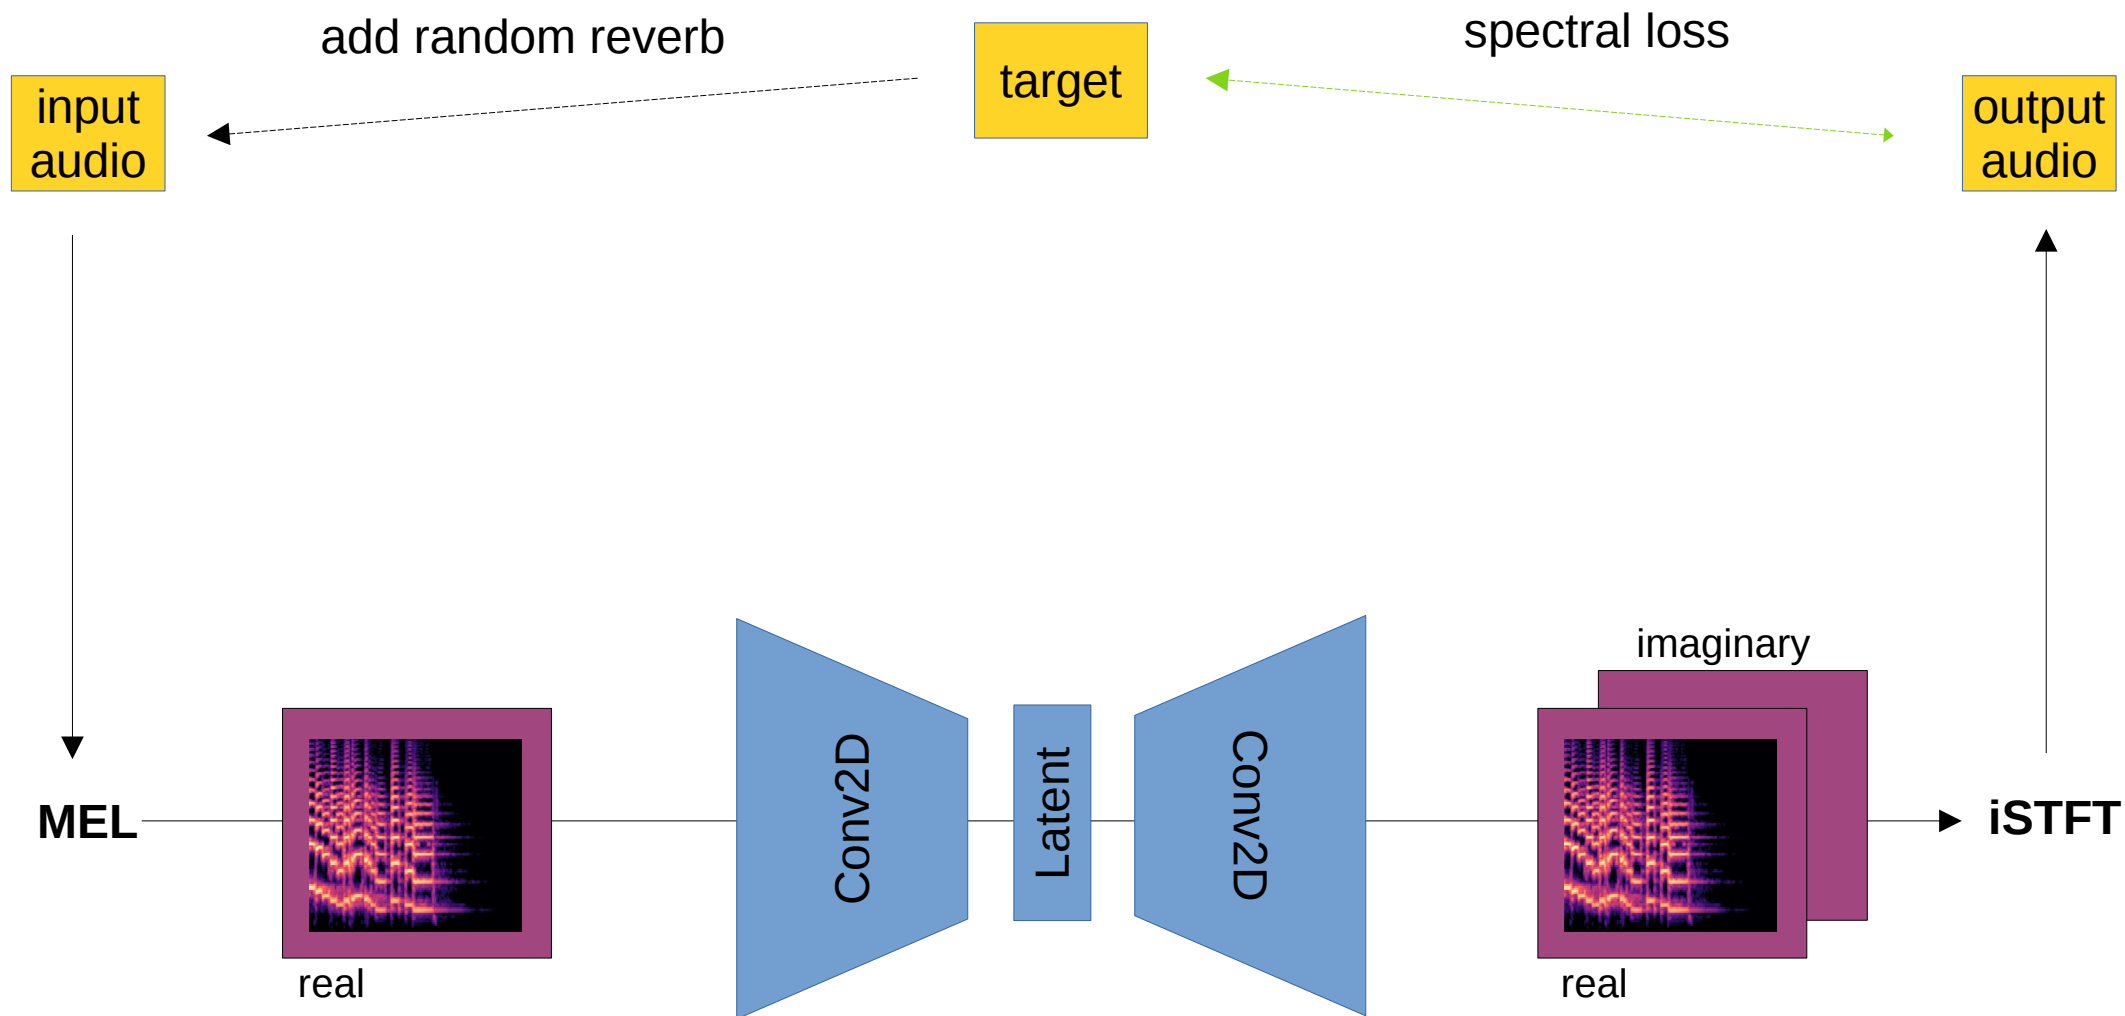 add random reverb
spectral loss
input
audio
target
output
audio
imaginary
MEL
Conv2D
Latent
Conv2D
iSTFT
real
real